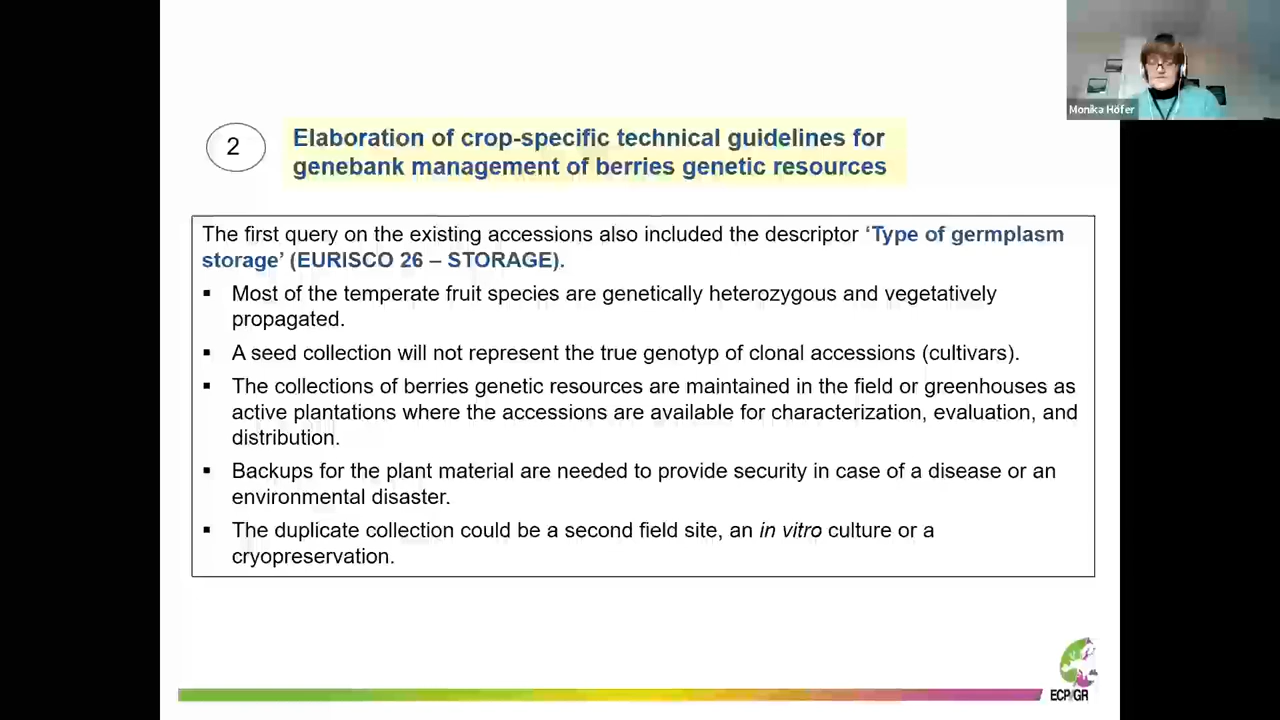 Monika Höfer
2
Elaboration of crop-specific technical guidelines for
genebank management of berries genetic resources
The first query on the existing accessions also included the descriptor ‘Type of germplasm
storage’ (EURISCO 26 – STORAGE).
▪ Most of the temperate fruit species are genetically heterozygous and vegetatively
propagated.
▪ A seed collection will not represent the true genotyp of clonal accessions (cultivars).
▪ The collections of berries genetic resources are maintained in the field or greenhouses as
active plantations where the accessions are available for characterization, evaluation, and
distribution.
▪ Backups for the plant material are needed to provide security in case of a disease or an
environmental disaster.
▪ The duplicate collection could be a second field site, an in vitro culture or a
cryopreservation.
ECP/GR